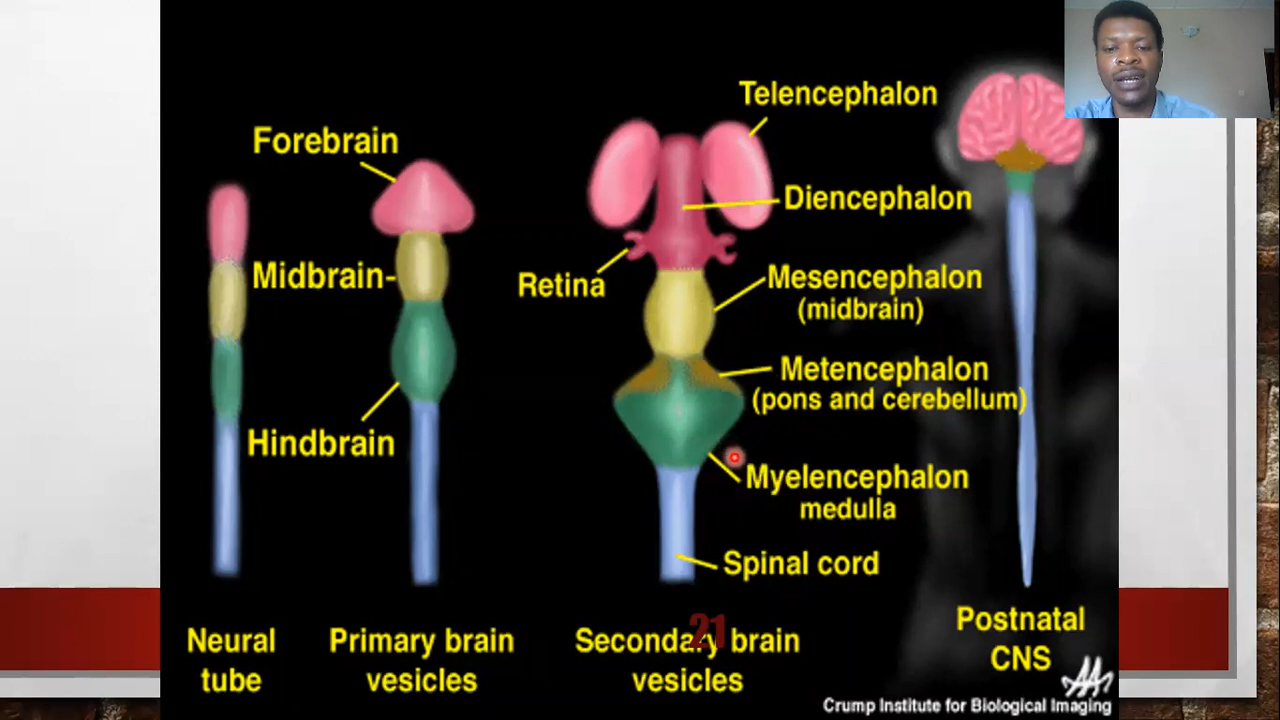 Telencephalon
Forebrain
Diencephalon
Midbrain-
Retina
Mesencephalon
(midbrain)
Metencephalon
(pons and cerebellum)
Hindbrain
Myelencephalon
medulla
Spinal cord
Neural
tube
Primary brain
vesicles
Secondary brain
vesicles
21
Postnatal
CNS
Crump Institute for Biological Imaging